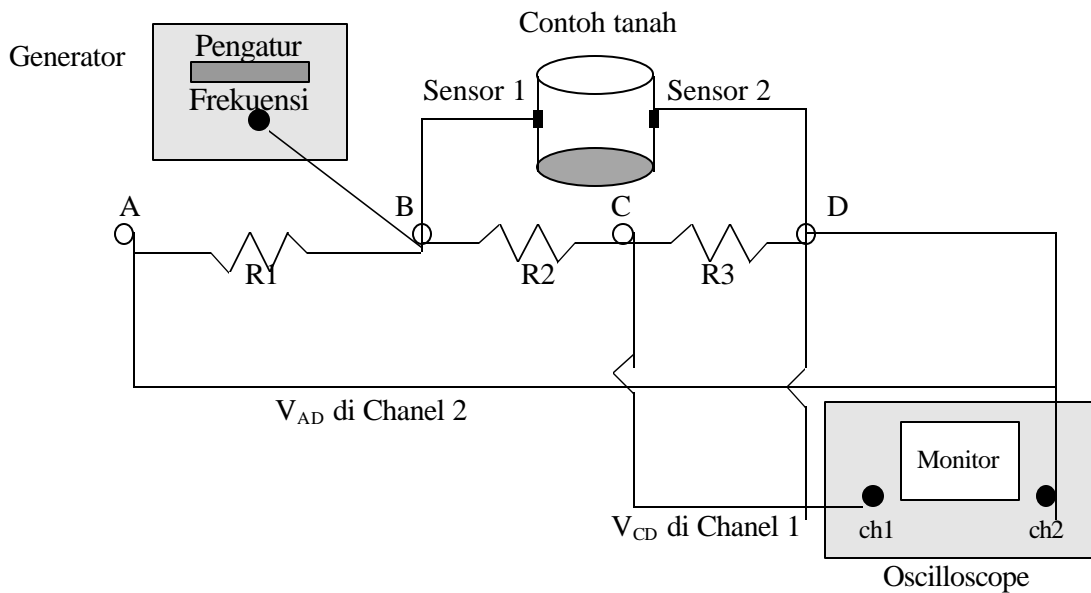 Contoh tanah
Generator
Pengatur
Frekuensi
Sensor 1
Sensor 2
A
B
C
D
R1
R2
R3
V_AD di Chanel 2
Monitor
V_CD di Chanel 1
ch1
ch2
Oscilloscope